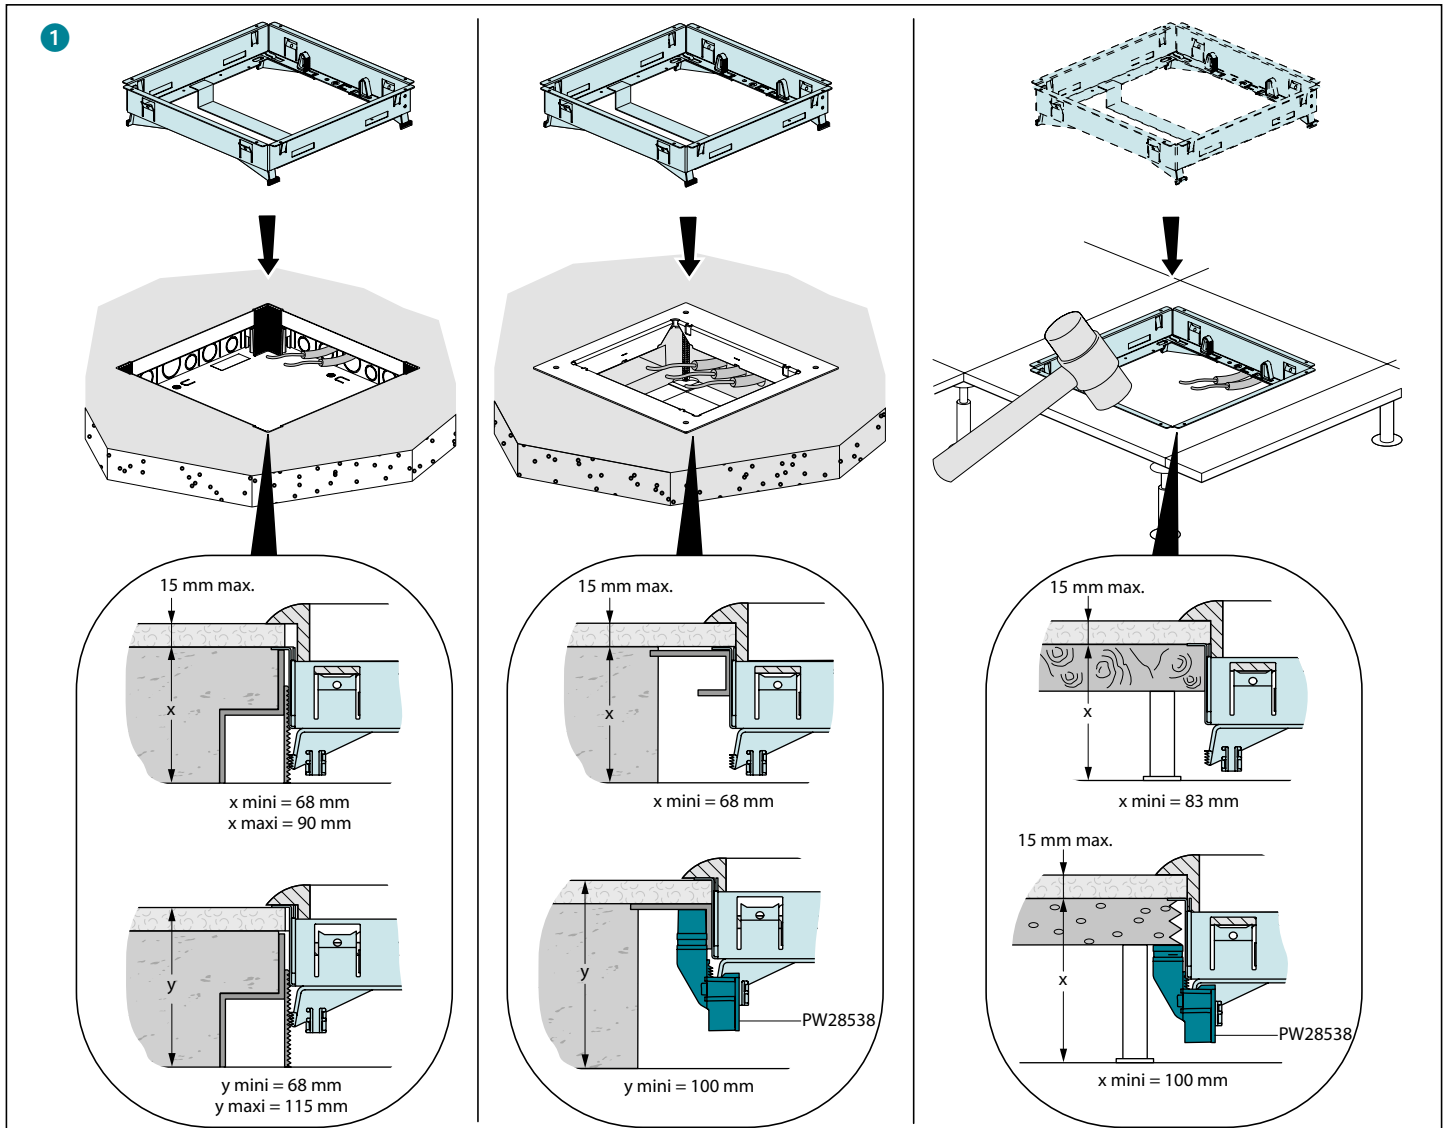 1
15 mm max.
x
x mini = 68 mm
x maxi = 90 mm
y
y mini = 68 mm
y maxi = 115 mm
15 mm max.
x
x mini = 68 mm
y
PW28538
y mini = 100 mm
15 mm max.
x
x mini = 83 mm
15 mm max.
x
PW28538
x mini = 100 mm